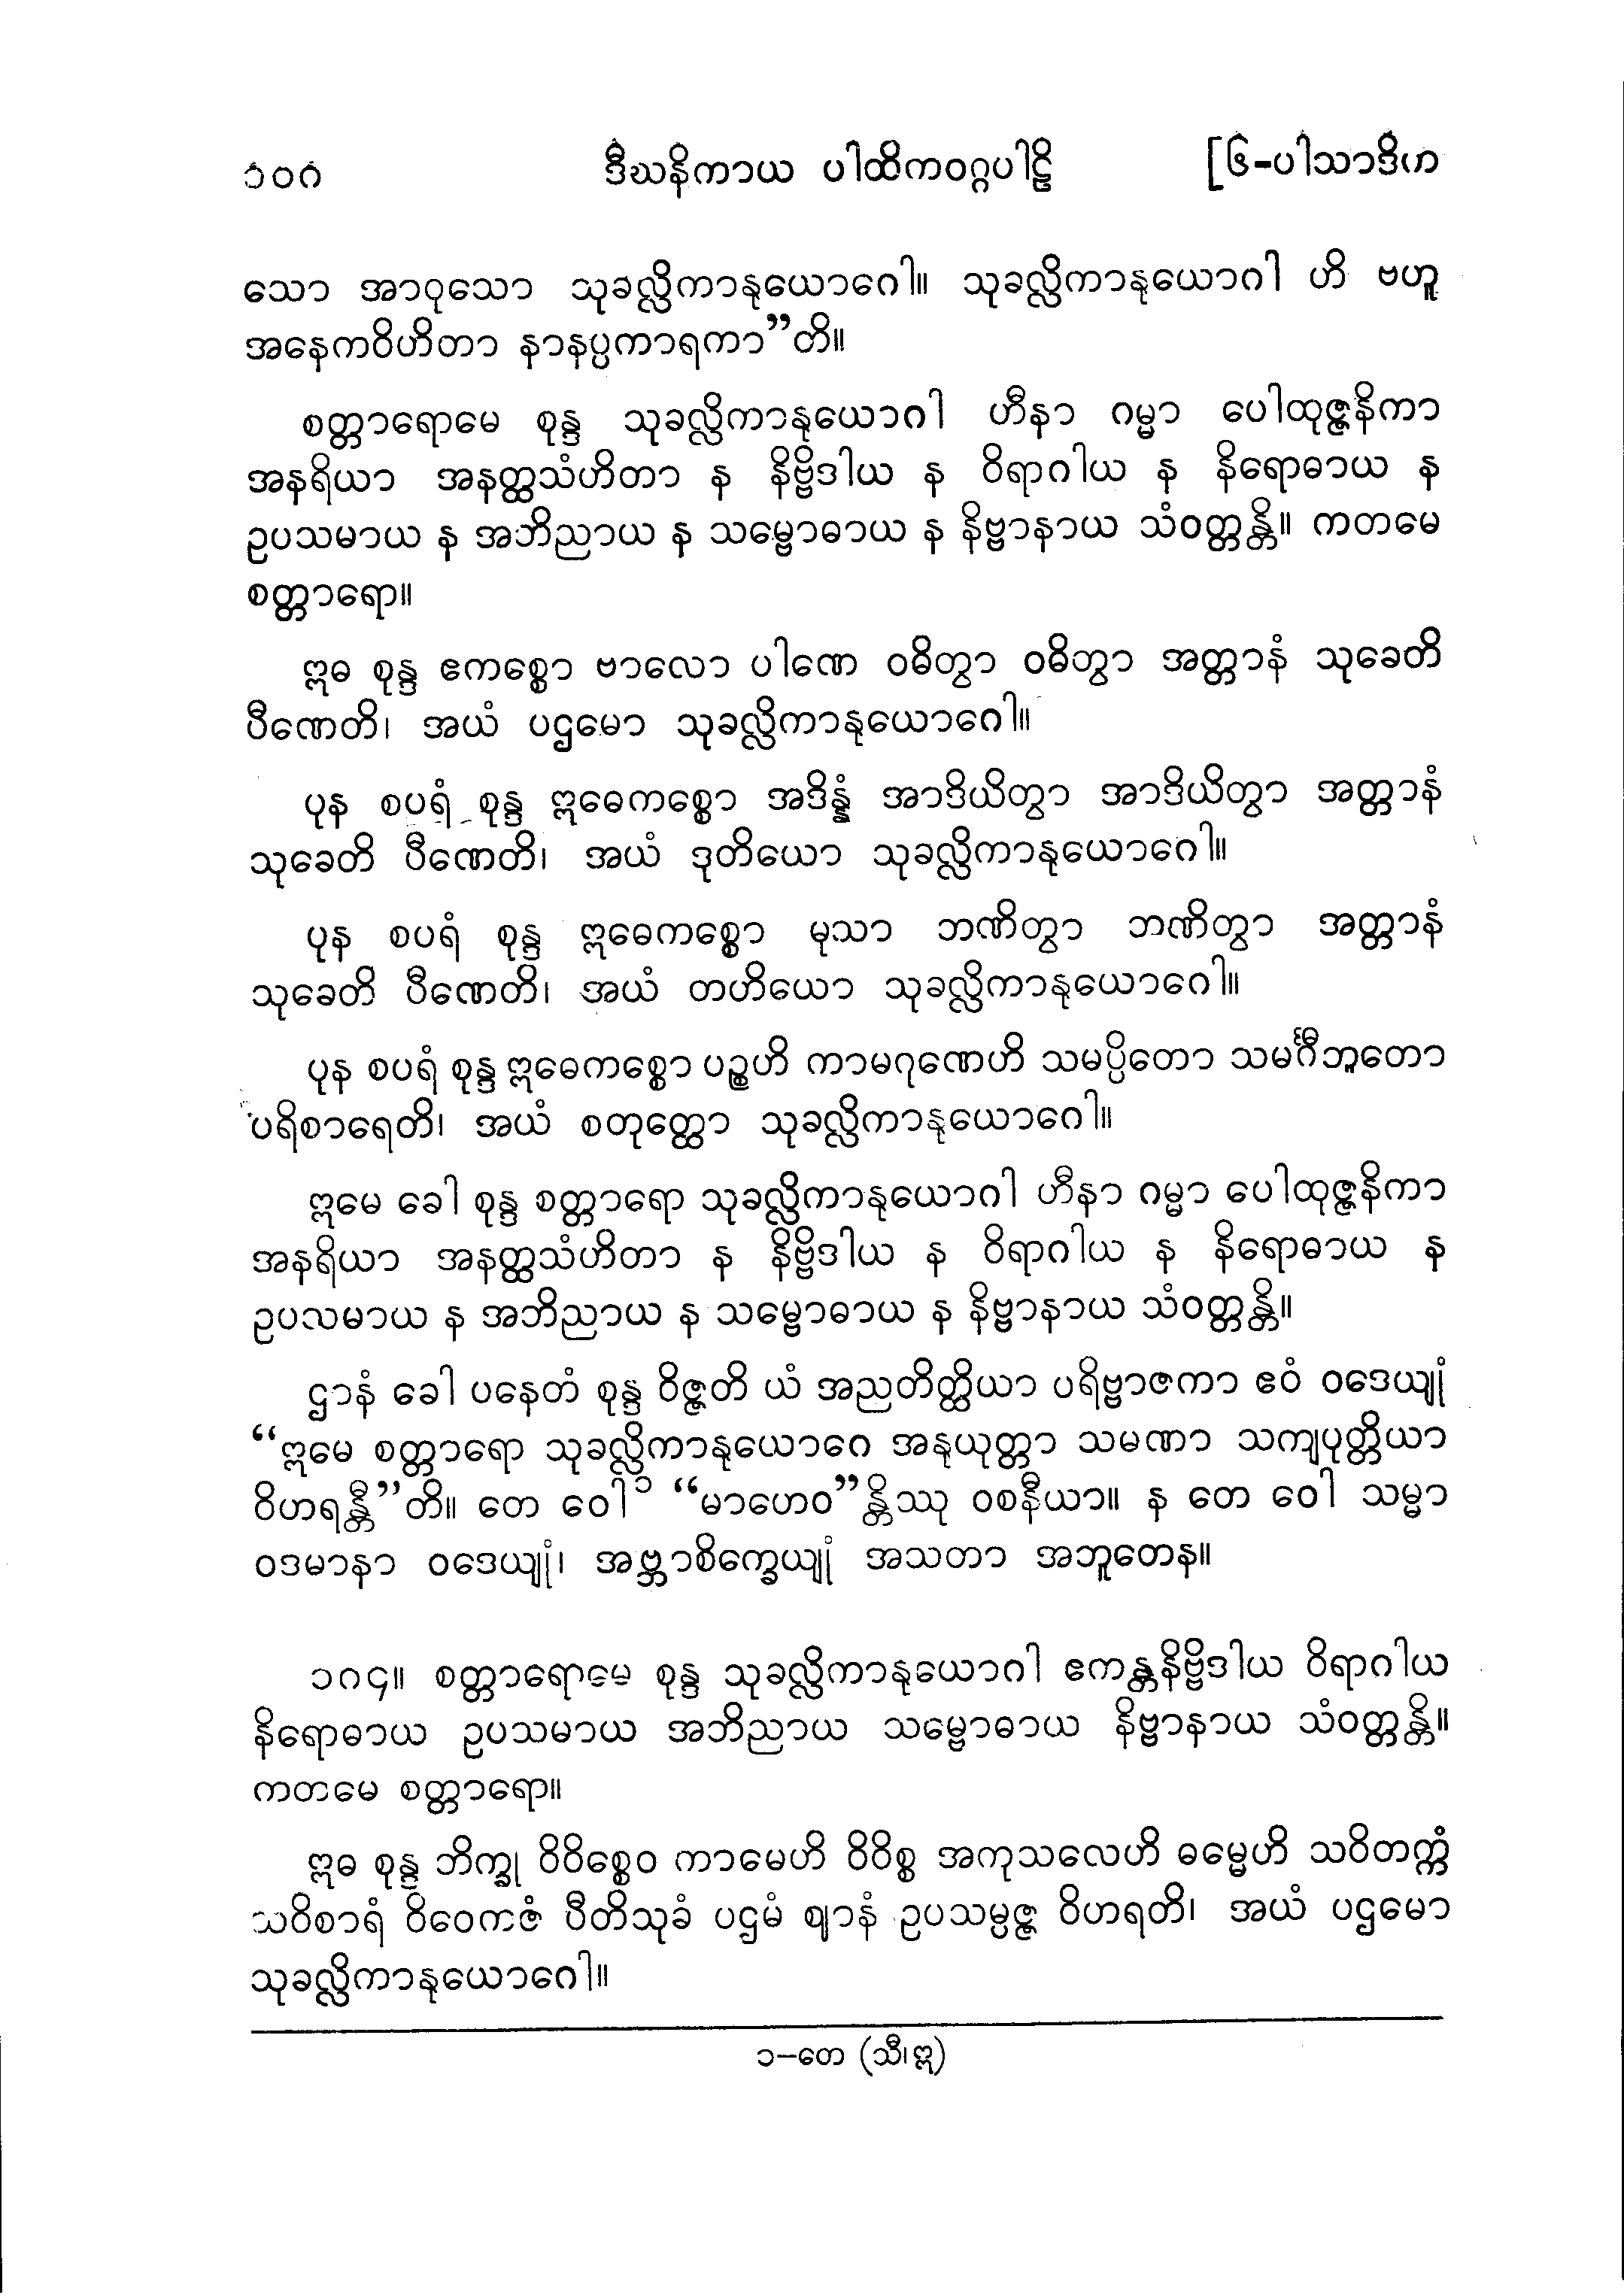 ၁၀၈ ဒီဃနိကာယ ပါထိကဝဂ္ဂပါဠိ [၆-ပါသာဒိက
သော အာဝုသော သုခလ္လိကာနုယောဂေါ။ သုခလ္လိကာနုယောဂါ ဟိ ဗဟူ
အနေကဝိဟိတာ နာနပ္ပကာရကာ”တိ။
စတ္တာရောမေ စုန္ဒ သုခလ္လိကာနုယောဂါ ဟီနာ ဂမ္မာ ပေါထုဇ္ဇနိကာ
အနရိယာ အနတ္ထသံဟိတာ န နိဗ္ဗိဒါယ န ဝိရာဂါယ န နိရောဓာယ န
ဥပသမာယ န အဘိညာယ န သမ္ဗောဓာယ န နိဗ္ဗာနာယ သံဝတ္တန္တိ။ ကတမေ
စတ္တာရော။
ဣဓ စုန္ဒ ဧကစ္စော ဗာလော ပါဏေ ဝဓိတွာ ဝဓိတွာ အတ္တာနံ သုခေတိ
ပီဏေတိ၊ အယံ ပဌမော သုခလ္လိကာနုယောဂေါ။
ပုန စပရံ စုန္ဒ ဣဓေကစ္စော အဒိန္နံ အာဒိယိတွာ အာဒိယိတွာ အတ္တာနံ
သုခေတိ ပီဏေတိ၊ အယံ ဒုတိယော သုခလ္လိကာနုယောဂေါ။
ပုန စပရံ စုန္ဒ ဣဓေကစ္စော မုသာ ဘဏိတွာ ဘဏိတွာ အတ္တာနံ
သုခေတိ ပီဏေတိ၊ အယံ တတိယော သုခလ္လိကာနုယောဂေါ။
ပုန စပရံ စုန္ဒ ဣဓေကစ္စော ပဉ္စဟိ ကာမဂုဏေဟိ သမပ္ပိတော သမင်္ဂီဘူတော
ပရိစာရေတိ၊ အယံ စတုတ္ထော သုခလ္လိကာနုယောဂေါ။
ဣမေ ခေါ စုန္ဒ စတ္တာရော သုခလ္လိကာနုယောဂါ ဟီနာ ဂမ္မာ ပေါထုဇ္ဇနိကာ
အနရိယာ အနတ္ထသံဟိတာ န နိဗ္ဗိဒါယ န ဝိရာဂါယ န နိရောဓာယ န
ဥပသမာယ န အဘိညာယ န သမ္ဗောဓာယ န နိဗ္ဗာနာယ သံဝတ္တန္တိ။
ဌာနံ ခေါ ပနေတံ စုန္ဒ ဝိဇ္ဇတိ ယံ အညတိတ္ထိယာ ပရိဗ္ဗာဇကာ ဧဝံ ဝဒေယျုံ
“ဣမေ စတ္တာရော သုခလ္လိကာနုယောဂေ အနုယုတ္တာ သမဏာ သကျပုတ္တိယာ
ဝိဟရန္တီ”တိ။ တေ ဝေါ၁ “မာဟေဝ”န္တိဿု ဝစနီယာ။ န တေ ဝေါ သမ္မာ
ဝဒမာနာ ဝဒေယျုံ၊ အဗ္ဘာစိက္ခေယျုံ အသတာ အဘူတေန။
၁၈၄။ စတ္တာရောမေ စုန္ဒ သုခလ္လိကာနုယောဂါ ဧကန္တနိဗ္ဗိဒါယ ဝိရာဂါယ
နိရောဓာယ ဥပသမာယ အဘိညာယ သမ္ဗောဓာယ နိဗ္ဗာနာယ သံဝတ္တန္တိ။
ကတမေ စတ္တာရော။
ဣဓ စုန္ဒ ဘိက္ခု ဝိဝိစ္စေဝ ကာမေဟိ ဝိဝိစ္စ အကုသလေဟိ ဓမ္မေဟိ သဝိတက္ကံ
သဝိစာရံ ဝိဝေကဇံ ပီတိသုခံ ပဌမံ ဈာနံ ဥပသမ္ပဇ္ဇ ဝိဟရတိ၊ အယံ ပဌမော
သုခလ္လိကာနုယောဂေါ။
၁–တေ (သီ၊ဣ)